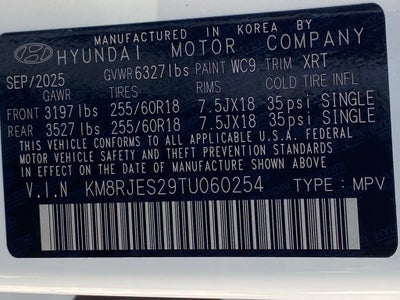 MANUFACTURED IN KOREA BY
HYUNDAI MOTOR COMPANY
SEP/2025 GVWR 6327lbs PAINT WC9 TRIM XRT
GAWR TIRES RIMS COLD TIRE INFL
FRONT 3197lbs 255/60R18 7.5JX18 35psi SINGLE
REAR 3527lbs 255/60R18 7.5JX18 35psi SINGLE
THIS VEHICLE CONFORMS TO ALL APPLICABLE U.S.A. FEDERAL
MOTOR VEHICLE SAFETY AND THEFT PREVENTION STANDARDS
IN EFFECT ON THE DATE OF MANUFACTURE SHOWN ABOVE.
V.I.N KM8RJES29TU060254 TYPE : MPV